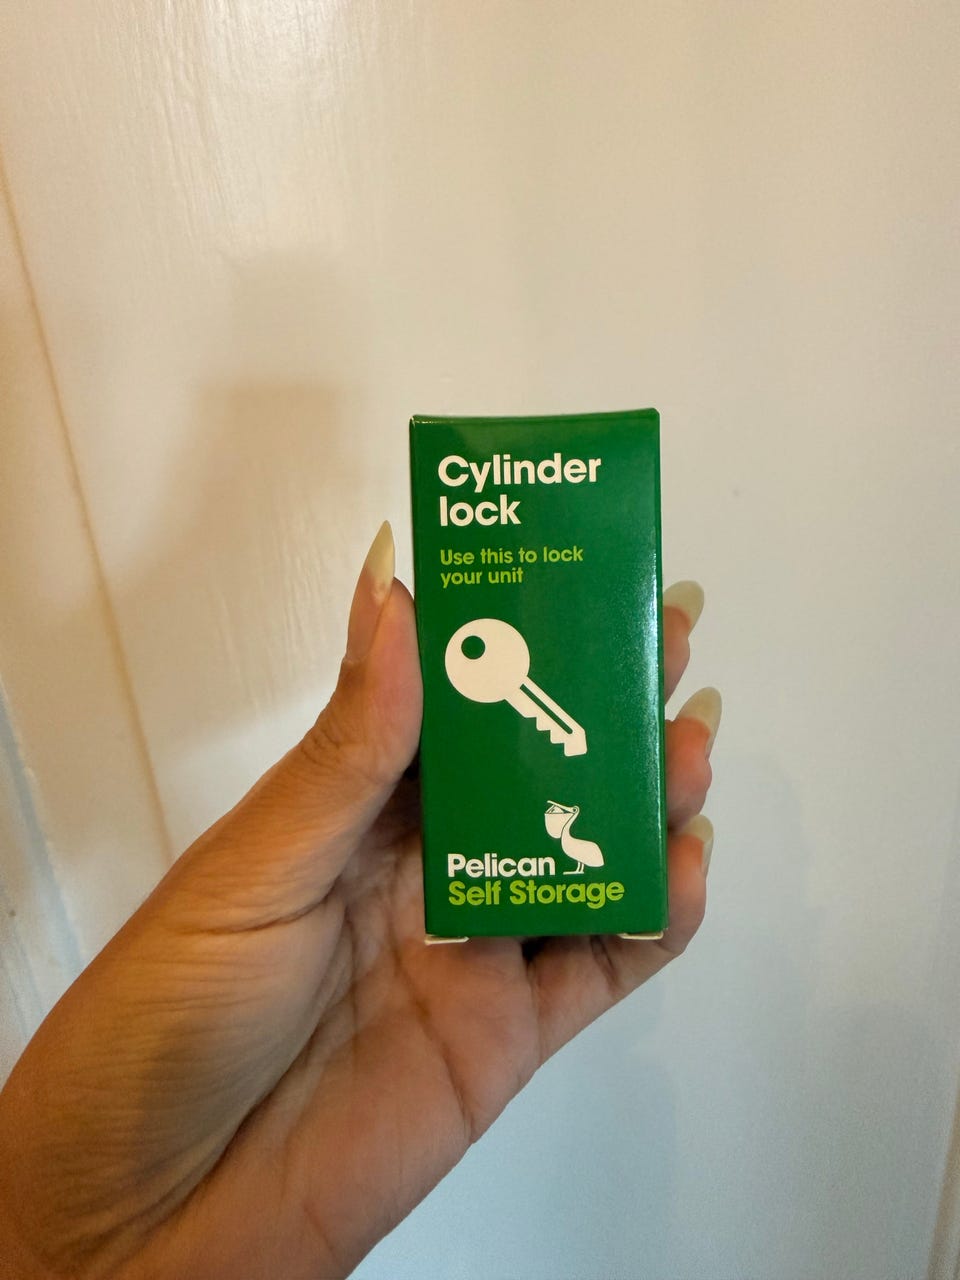 Cylinder
lock
Use this to lock
your unit
Pelican
Self Storage